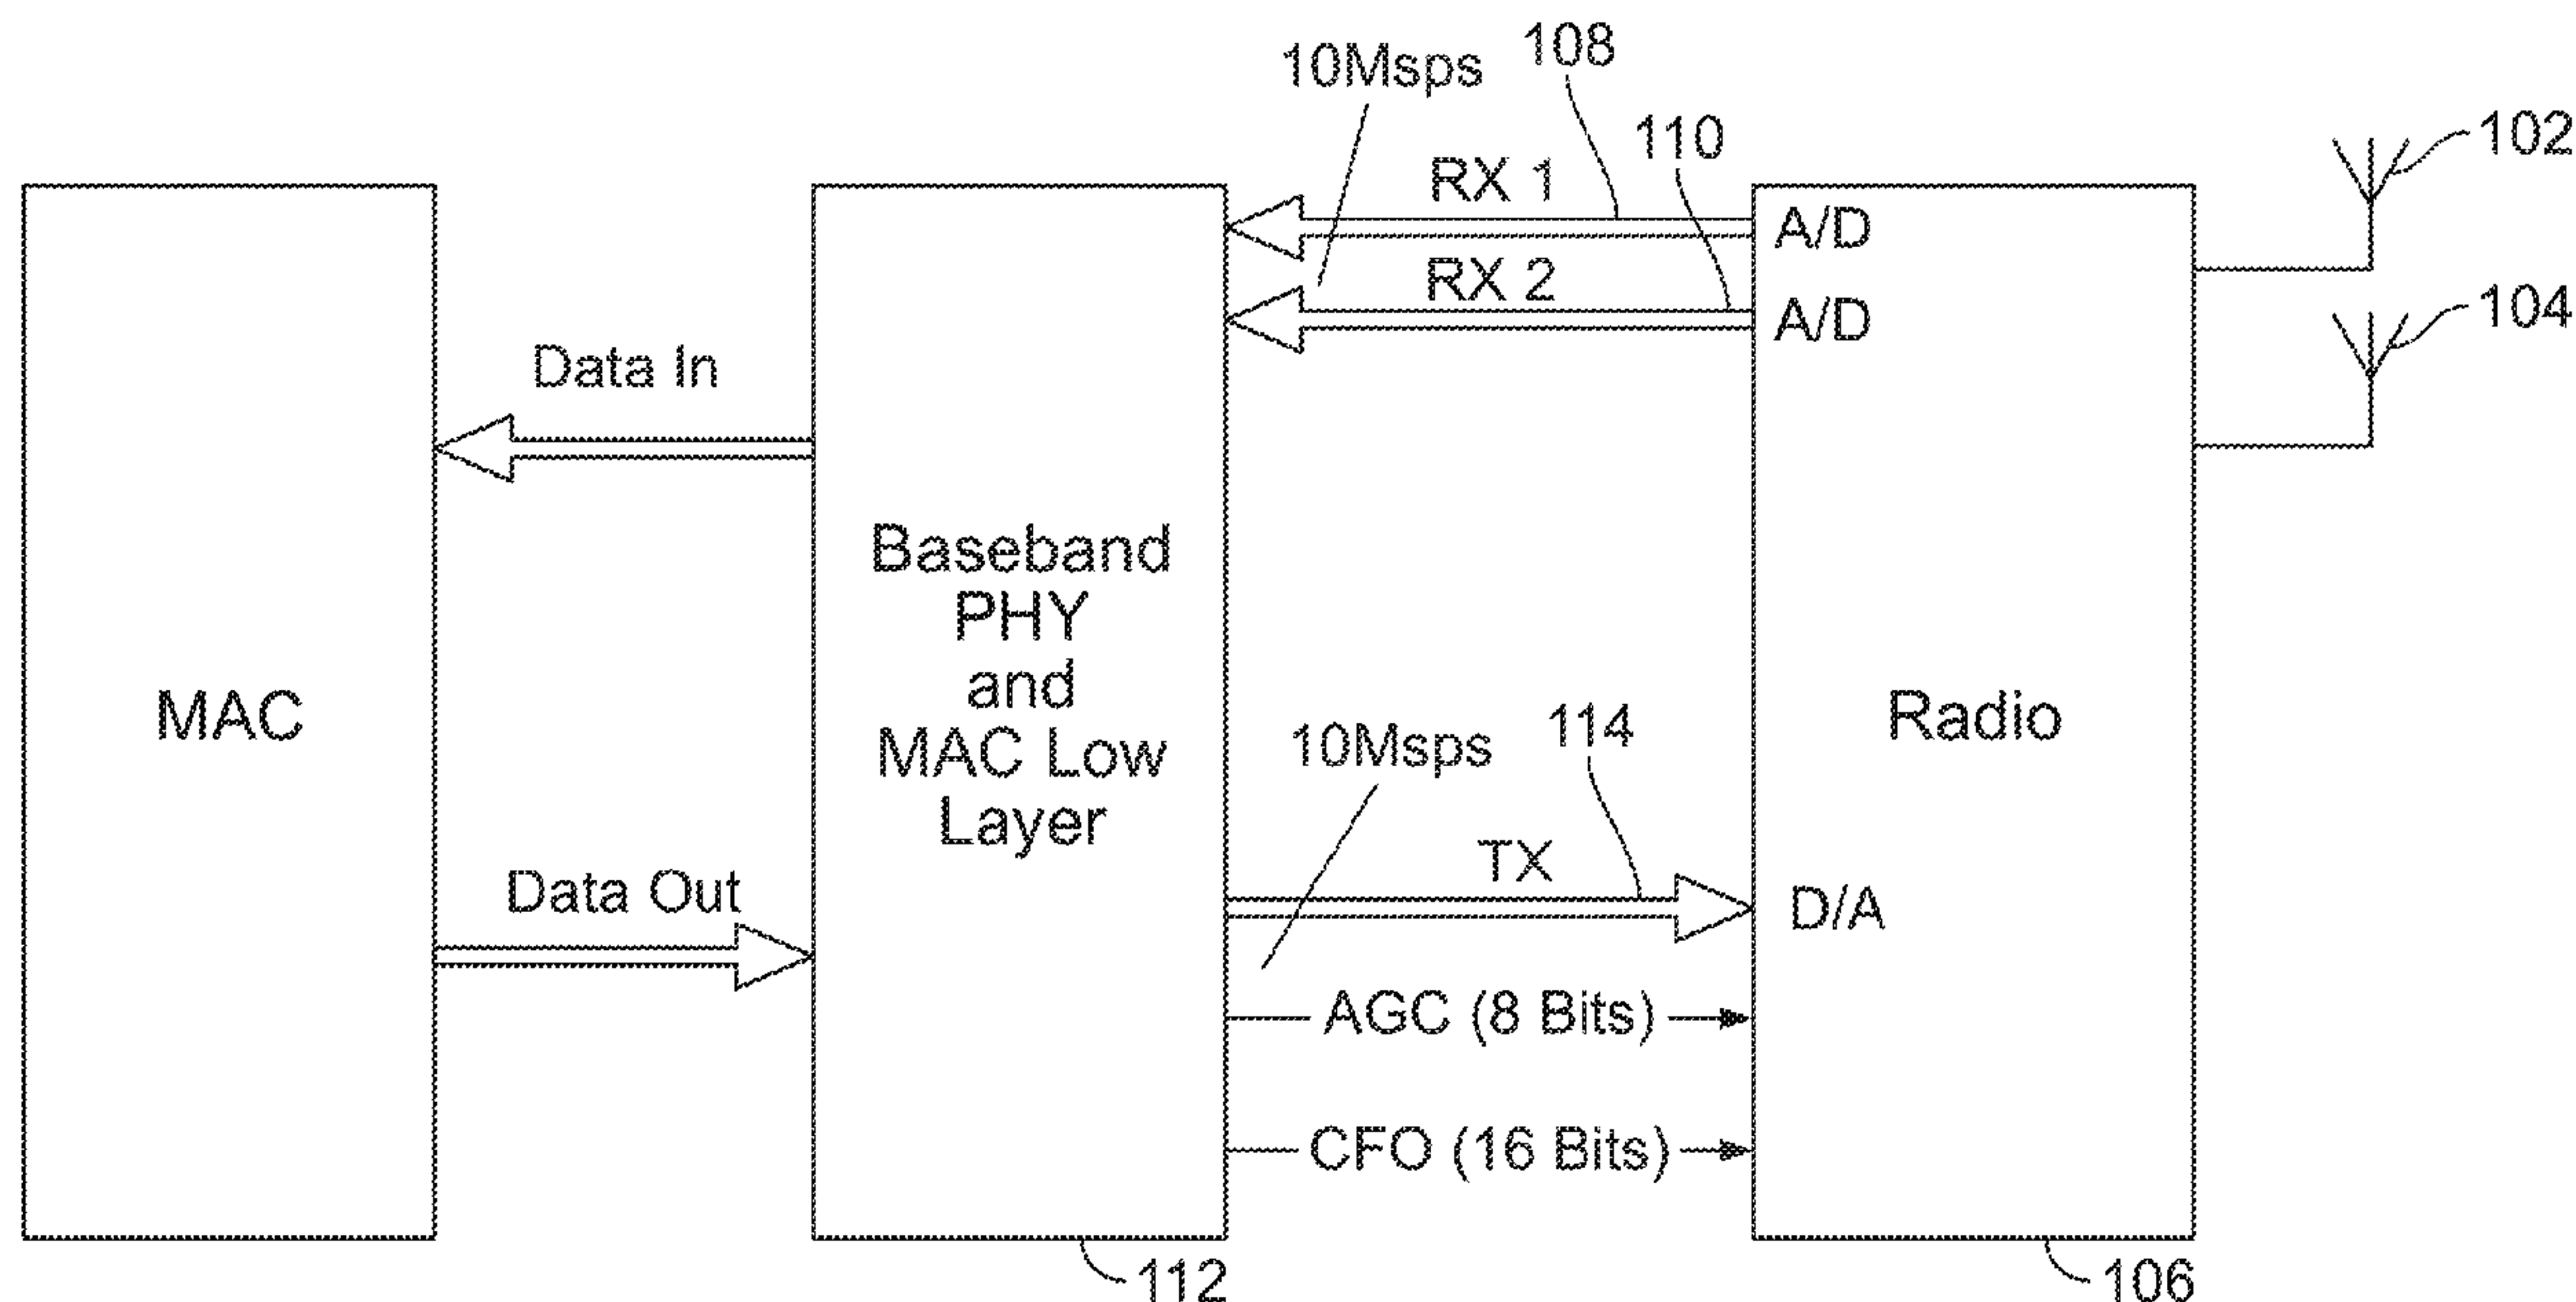 10Msps
108
110
102
RX 1
A/D
RX 2
A/D
104
Data In
MAC
Baseband
PHY
and
MAC Low
Layer
Radio
10Msps
114
TX
D/A
Data Out
AGC (8 Bits)
CFO (16 Bits)
112
106